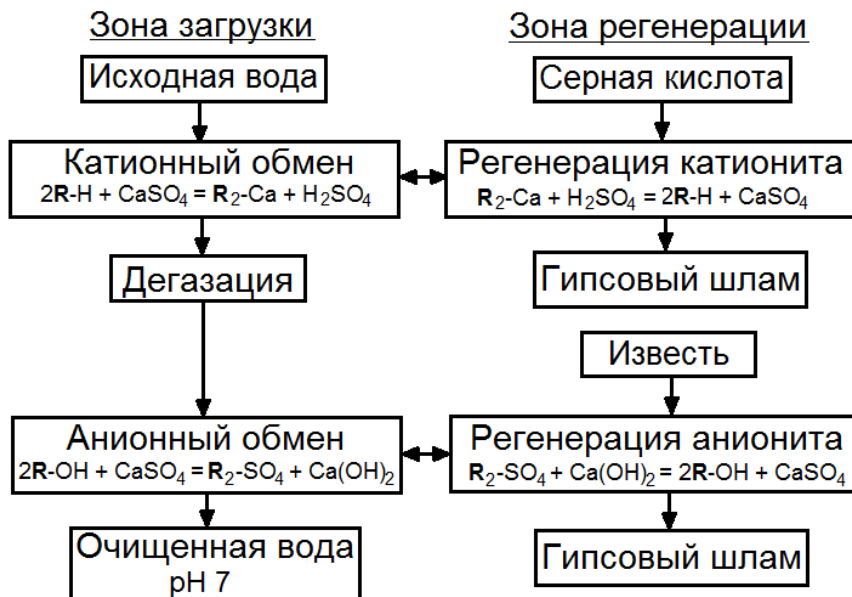 Зона загрузки
Зона регенерации
Исходная вода
Серная кислота
Катионный обмен
2R-H + CaSO₄ = R₂-Ca + H₂SO₄
Регенерация катионита
R₂-Ca + H₂SO₄ = 2R-H + CaSO₄
Дегазация
Гипсовый шлам
Известь
Анионный обмен
2R-OH + CaSO₄ = R₂-SO₄ + Ca(OH)₂
Регенерация анионита
R₂-SO₄ + Ca(OH)₂ = 2R-OH + CaSO₄
Очищенная вода
pH 7
Гипсовый шлам